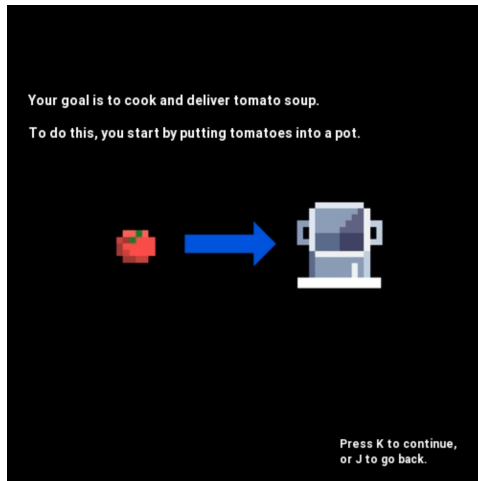 Your goal is to cook and deliver tomato soup.
To do this, you start by putting tomatoes into a pot.
Press K to continue,
or J to go back.